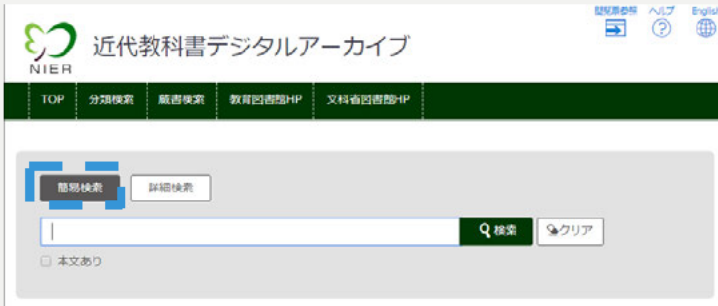 閲覧票参照 ヘルプ English
NIER
近代教科書デジタルアーカイブ
TOP 分類検索 蔵書検索 教育図書館HP 文科省図書館HP
簡易検索 詳細検索
検索 クリア
本文あり